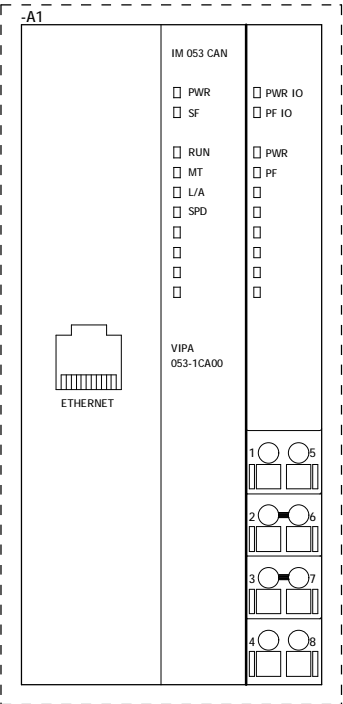 -A1
IM 053 CAN
PWR
SF
RUN
MT
L/A
SPD
VIPA
053-1CA00
ETHERNET
PWR IO
PF IO
PWR
PF
1 5
2 6
3 7
4 8